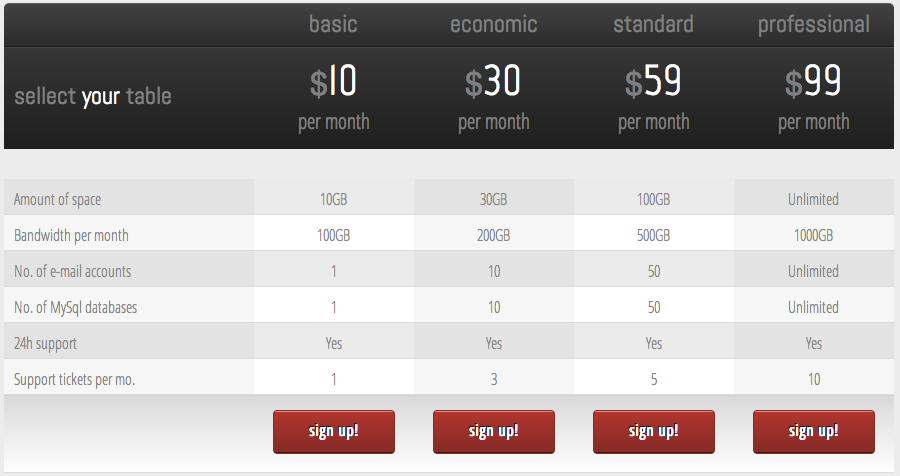 basic economic standard professional
sellect your table $10 $30 $59 $99
per month per month per month per month
Amount of space 10GB 30GB 100GB Unlimited
Bandwidth per month 100GB 200GB 500GB 1000GB
No. of e-mail accounts 1 10 50 Unlimited
No. of MySql databases 1 10 50 Unlimited
24h support Yes Yes Yes Yes
Support tickets per mo. 1 3 5 10
sign up! sign up! sign up! sign up!